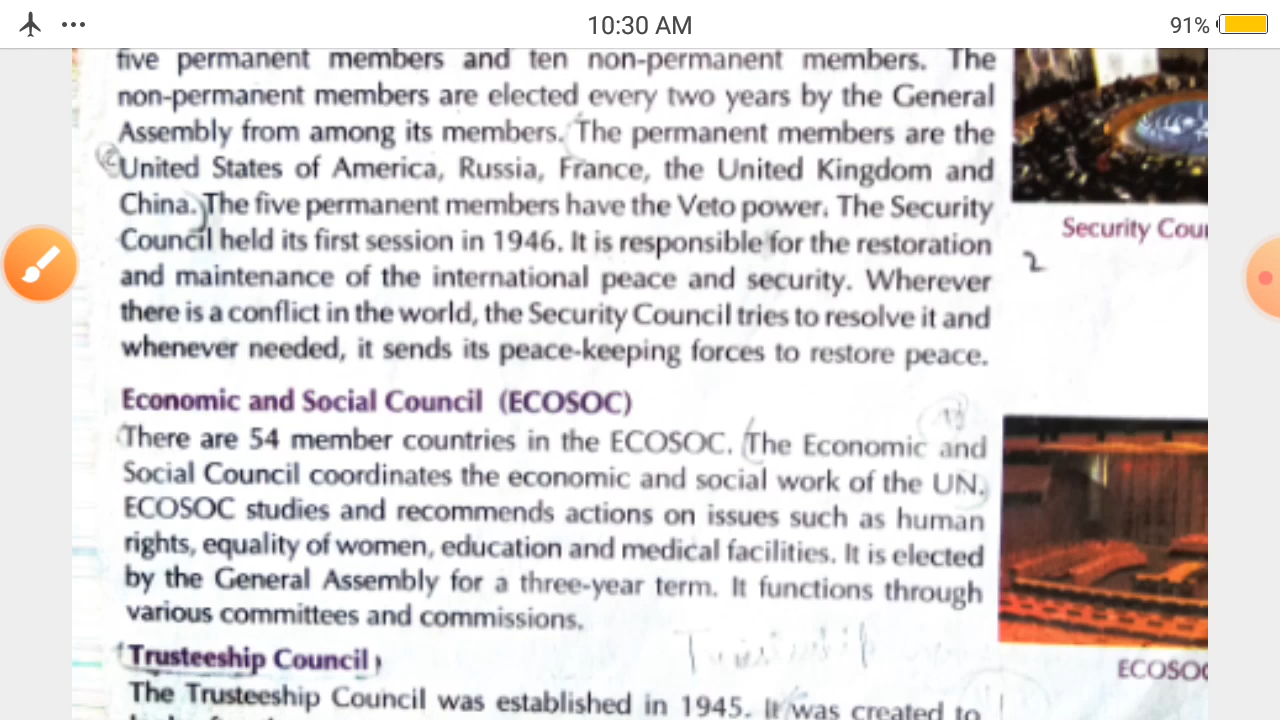 10:30 AM
91%
five permanent members and ten non-permanent members. The
non-permanent members are elected every two years by the General
Assembly from among its members. The permanent members are the
United States of America, Russia, France, the United Kingdom and
China. The five permanent members have the Veto power. The Security
Council held its first session in 1946. It is responsible for the restoration
and maintenance of the international peace and security. Wherever
there is a conflict in the world, the Security Council tries to resolve it and
whenever needed, it sends its peace-keeping forces to restore peace.
Security Cou
2
Economic and Social Council (ECOSOC)
There are 54 member countries in the ECOSOC. The Economic and
Social Council coordinates the economic and social work of the UN.
ECOSOC studies and recommends actions on issues such as human
rights, equality of women, education and medical facilities. It is elected
by the General Assembly for a three-year term. It functions through
various committees and commissions.
ECOSOC
Trusteeship Council
The Trusteeship Council was established in 1945. It was created to